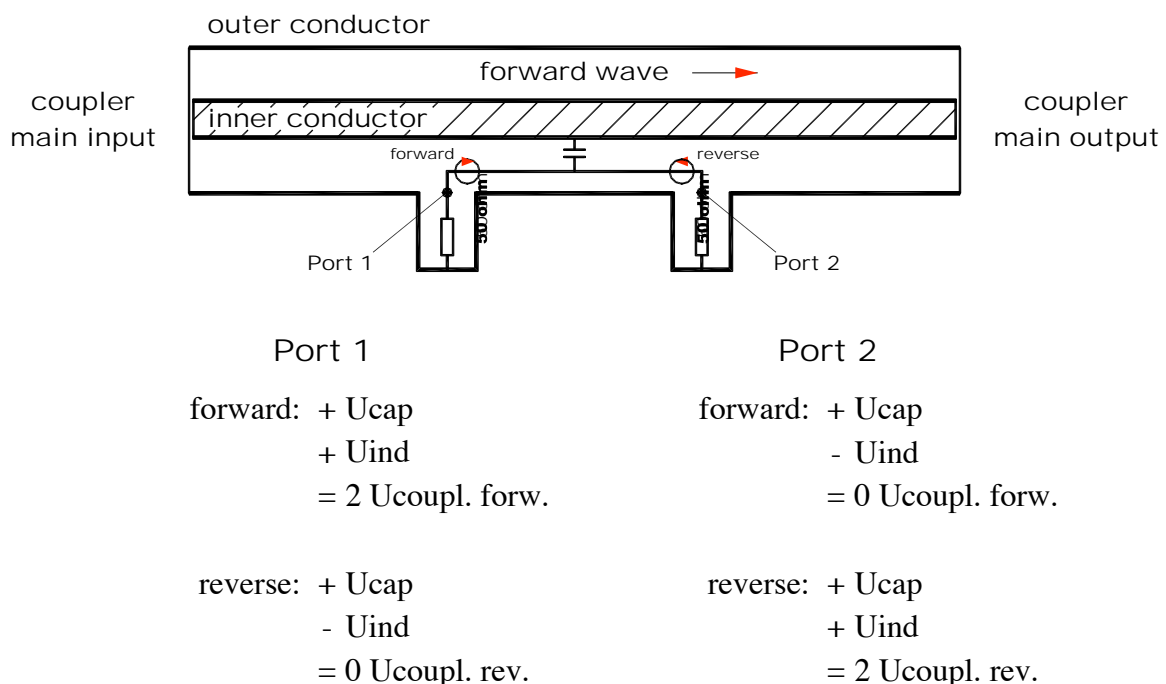 outer conductor
forward wave
coupler
main input
inner conductor
coupler
main output
forward
reverse
50 ohm
50 ohm
Port 1
Port 2
Port 1
forward: + Ucap
+ Uind
= 2 Ucoupl. forw.
reverse: + Ucap
- Uind
= 0 Ucoupl. rev.
Port 2
forward: + Ucap
- Uind
= 0 Ucoupl. forw.
reverse: + Ucap
+ Uind
= 2 Ucoupl. rev.